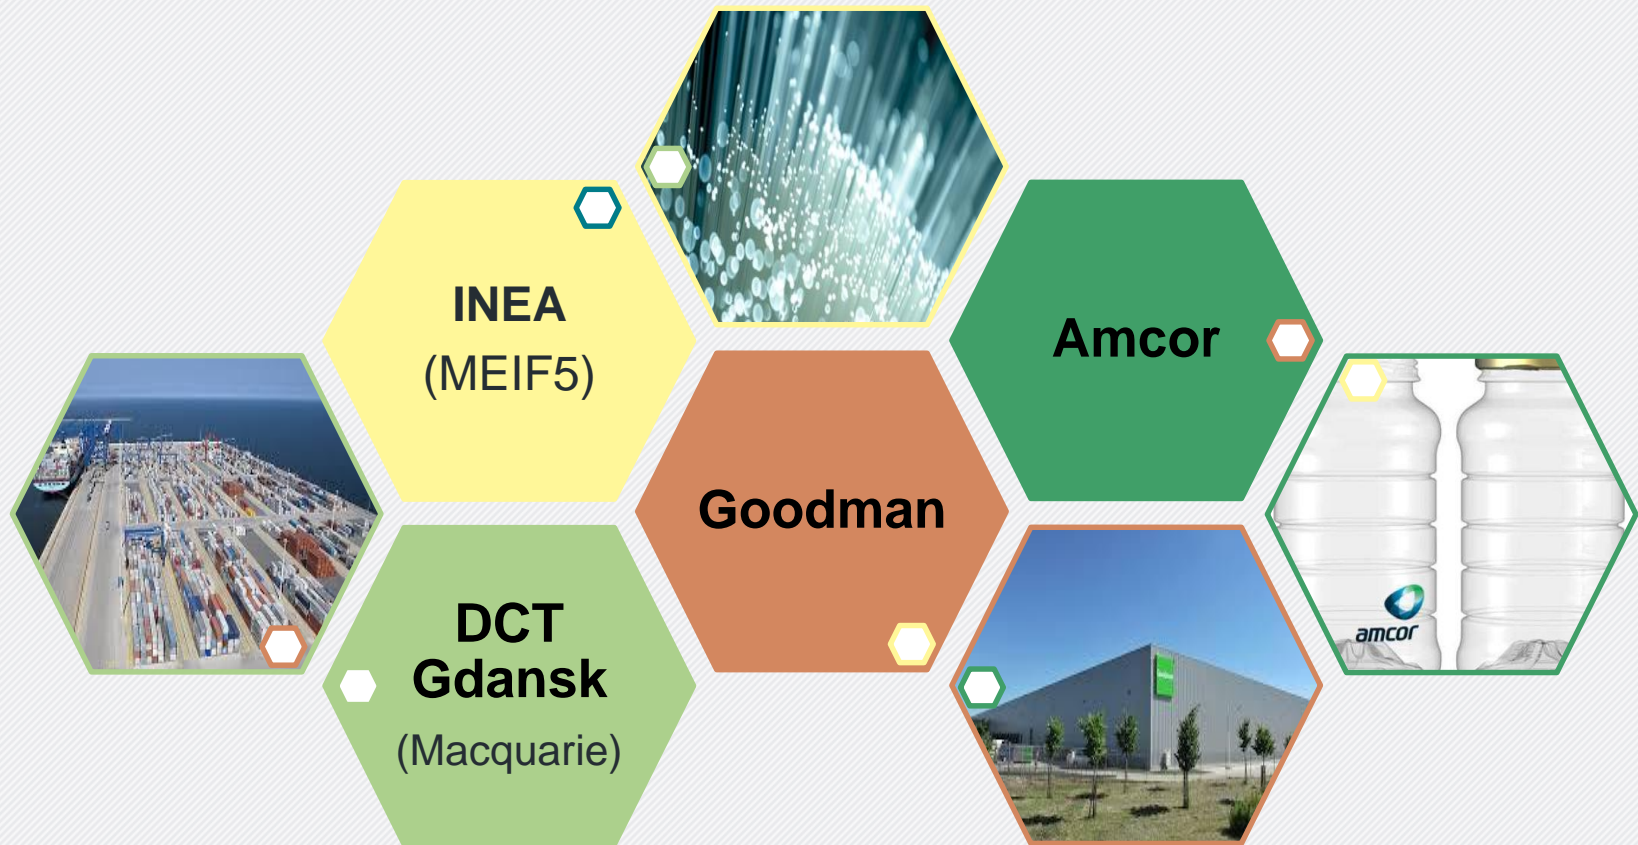 INEA
(MEIF5)
Amcor
Goodman
DCT
Gdansk
(Macquarie)
amcor